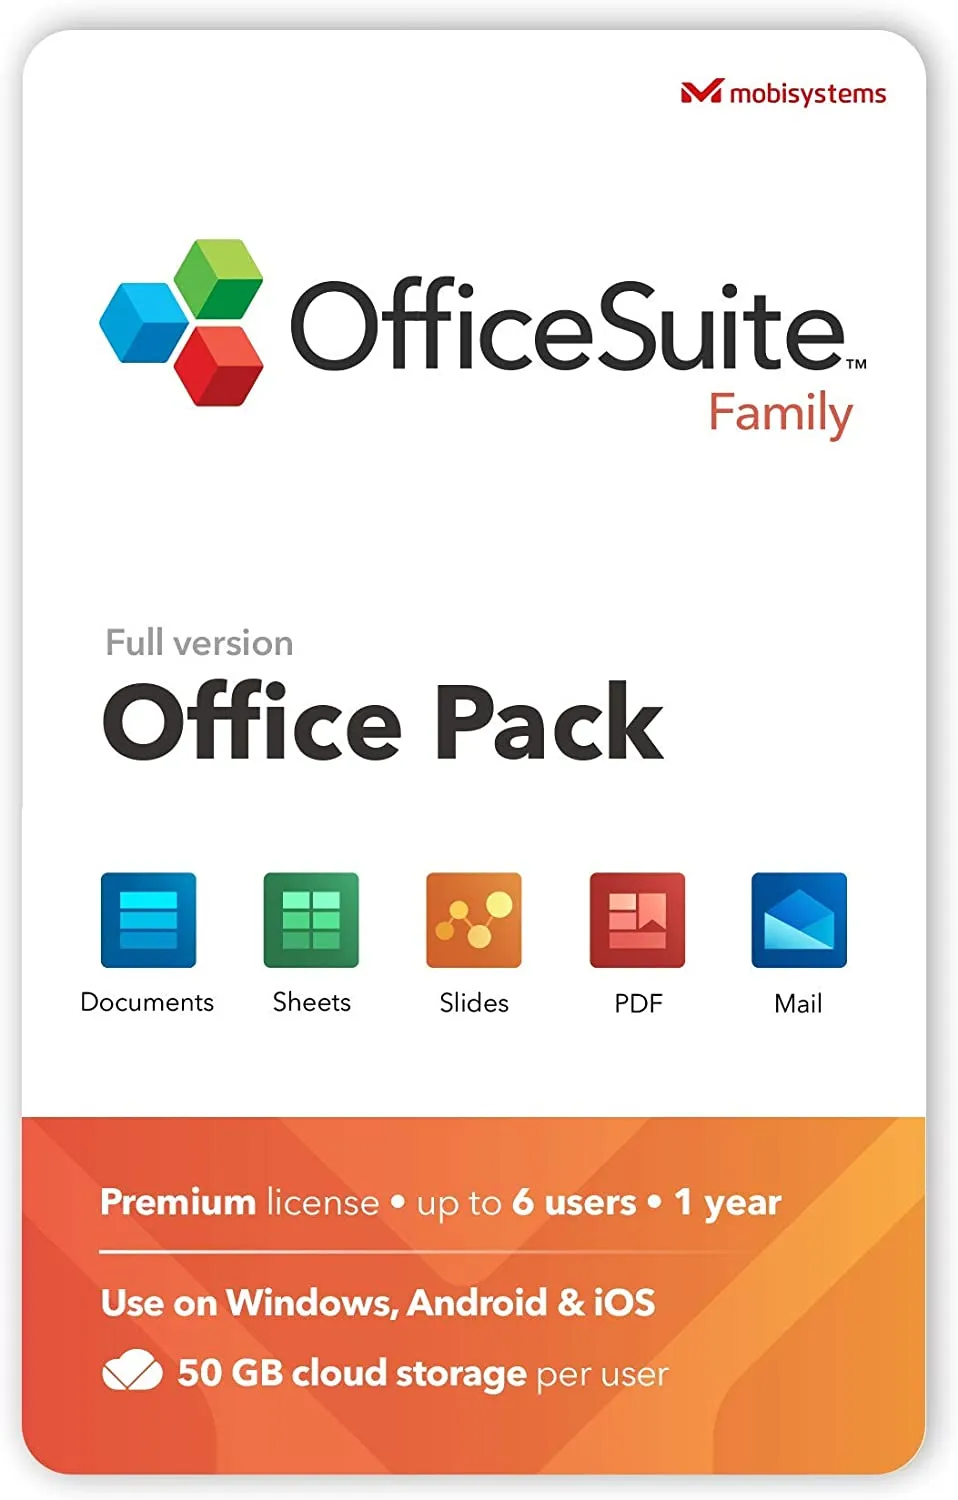 mobisystems
OfficeSuite™
Family
Full version
Office Pack
Documents Sheets Slides PDF Mail
Premium license • up to 6 users • 1 year
Use on Windows, Android & iOS
50 GB cloud storage per user